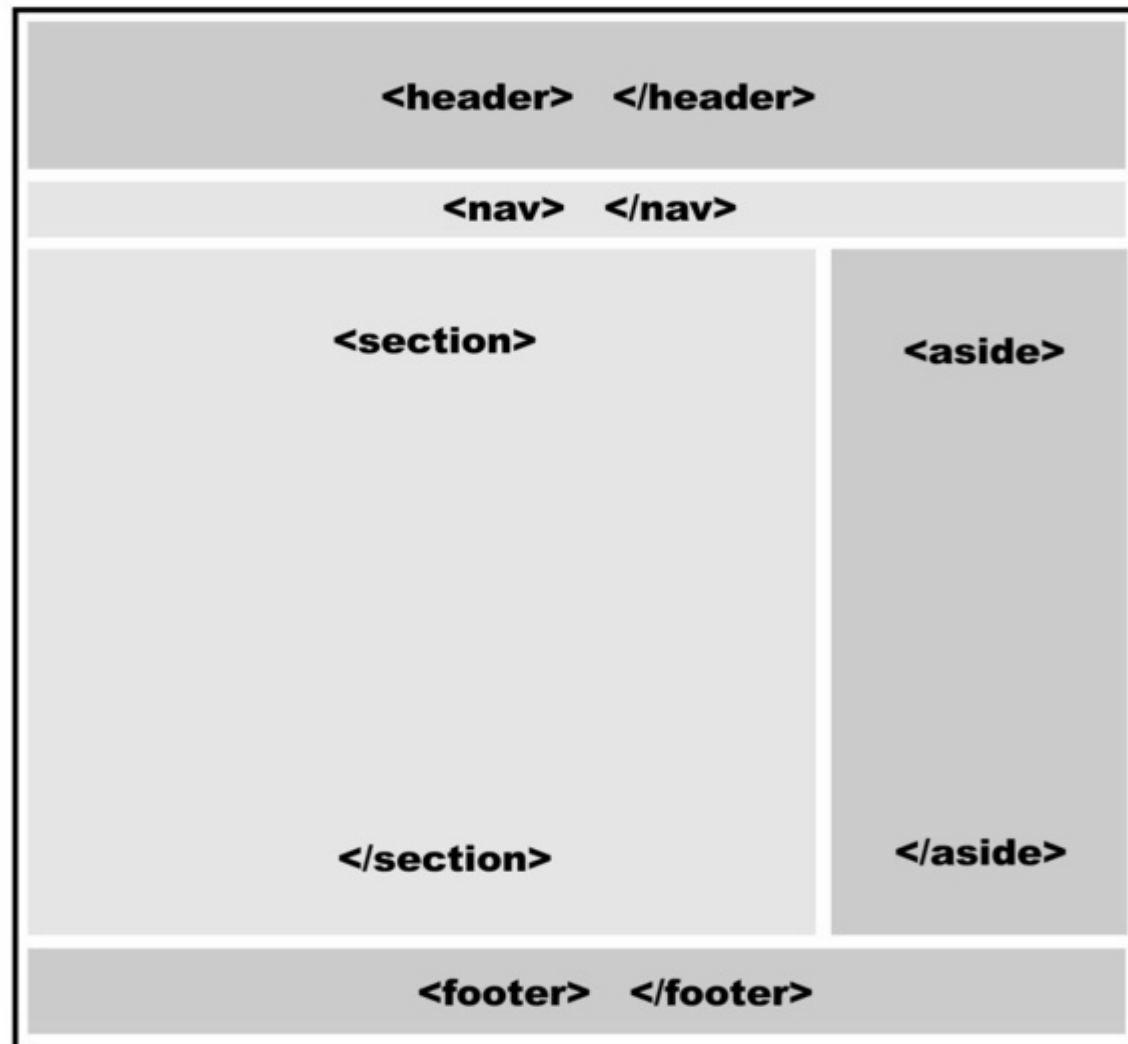 <header> </header>
<nav> </nav>
<section>
</section>
<aside>
</aside>
<footer> </footer>